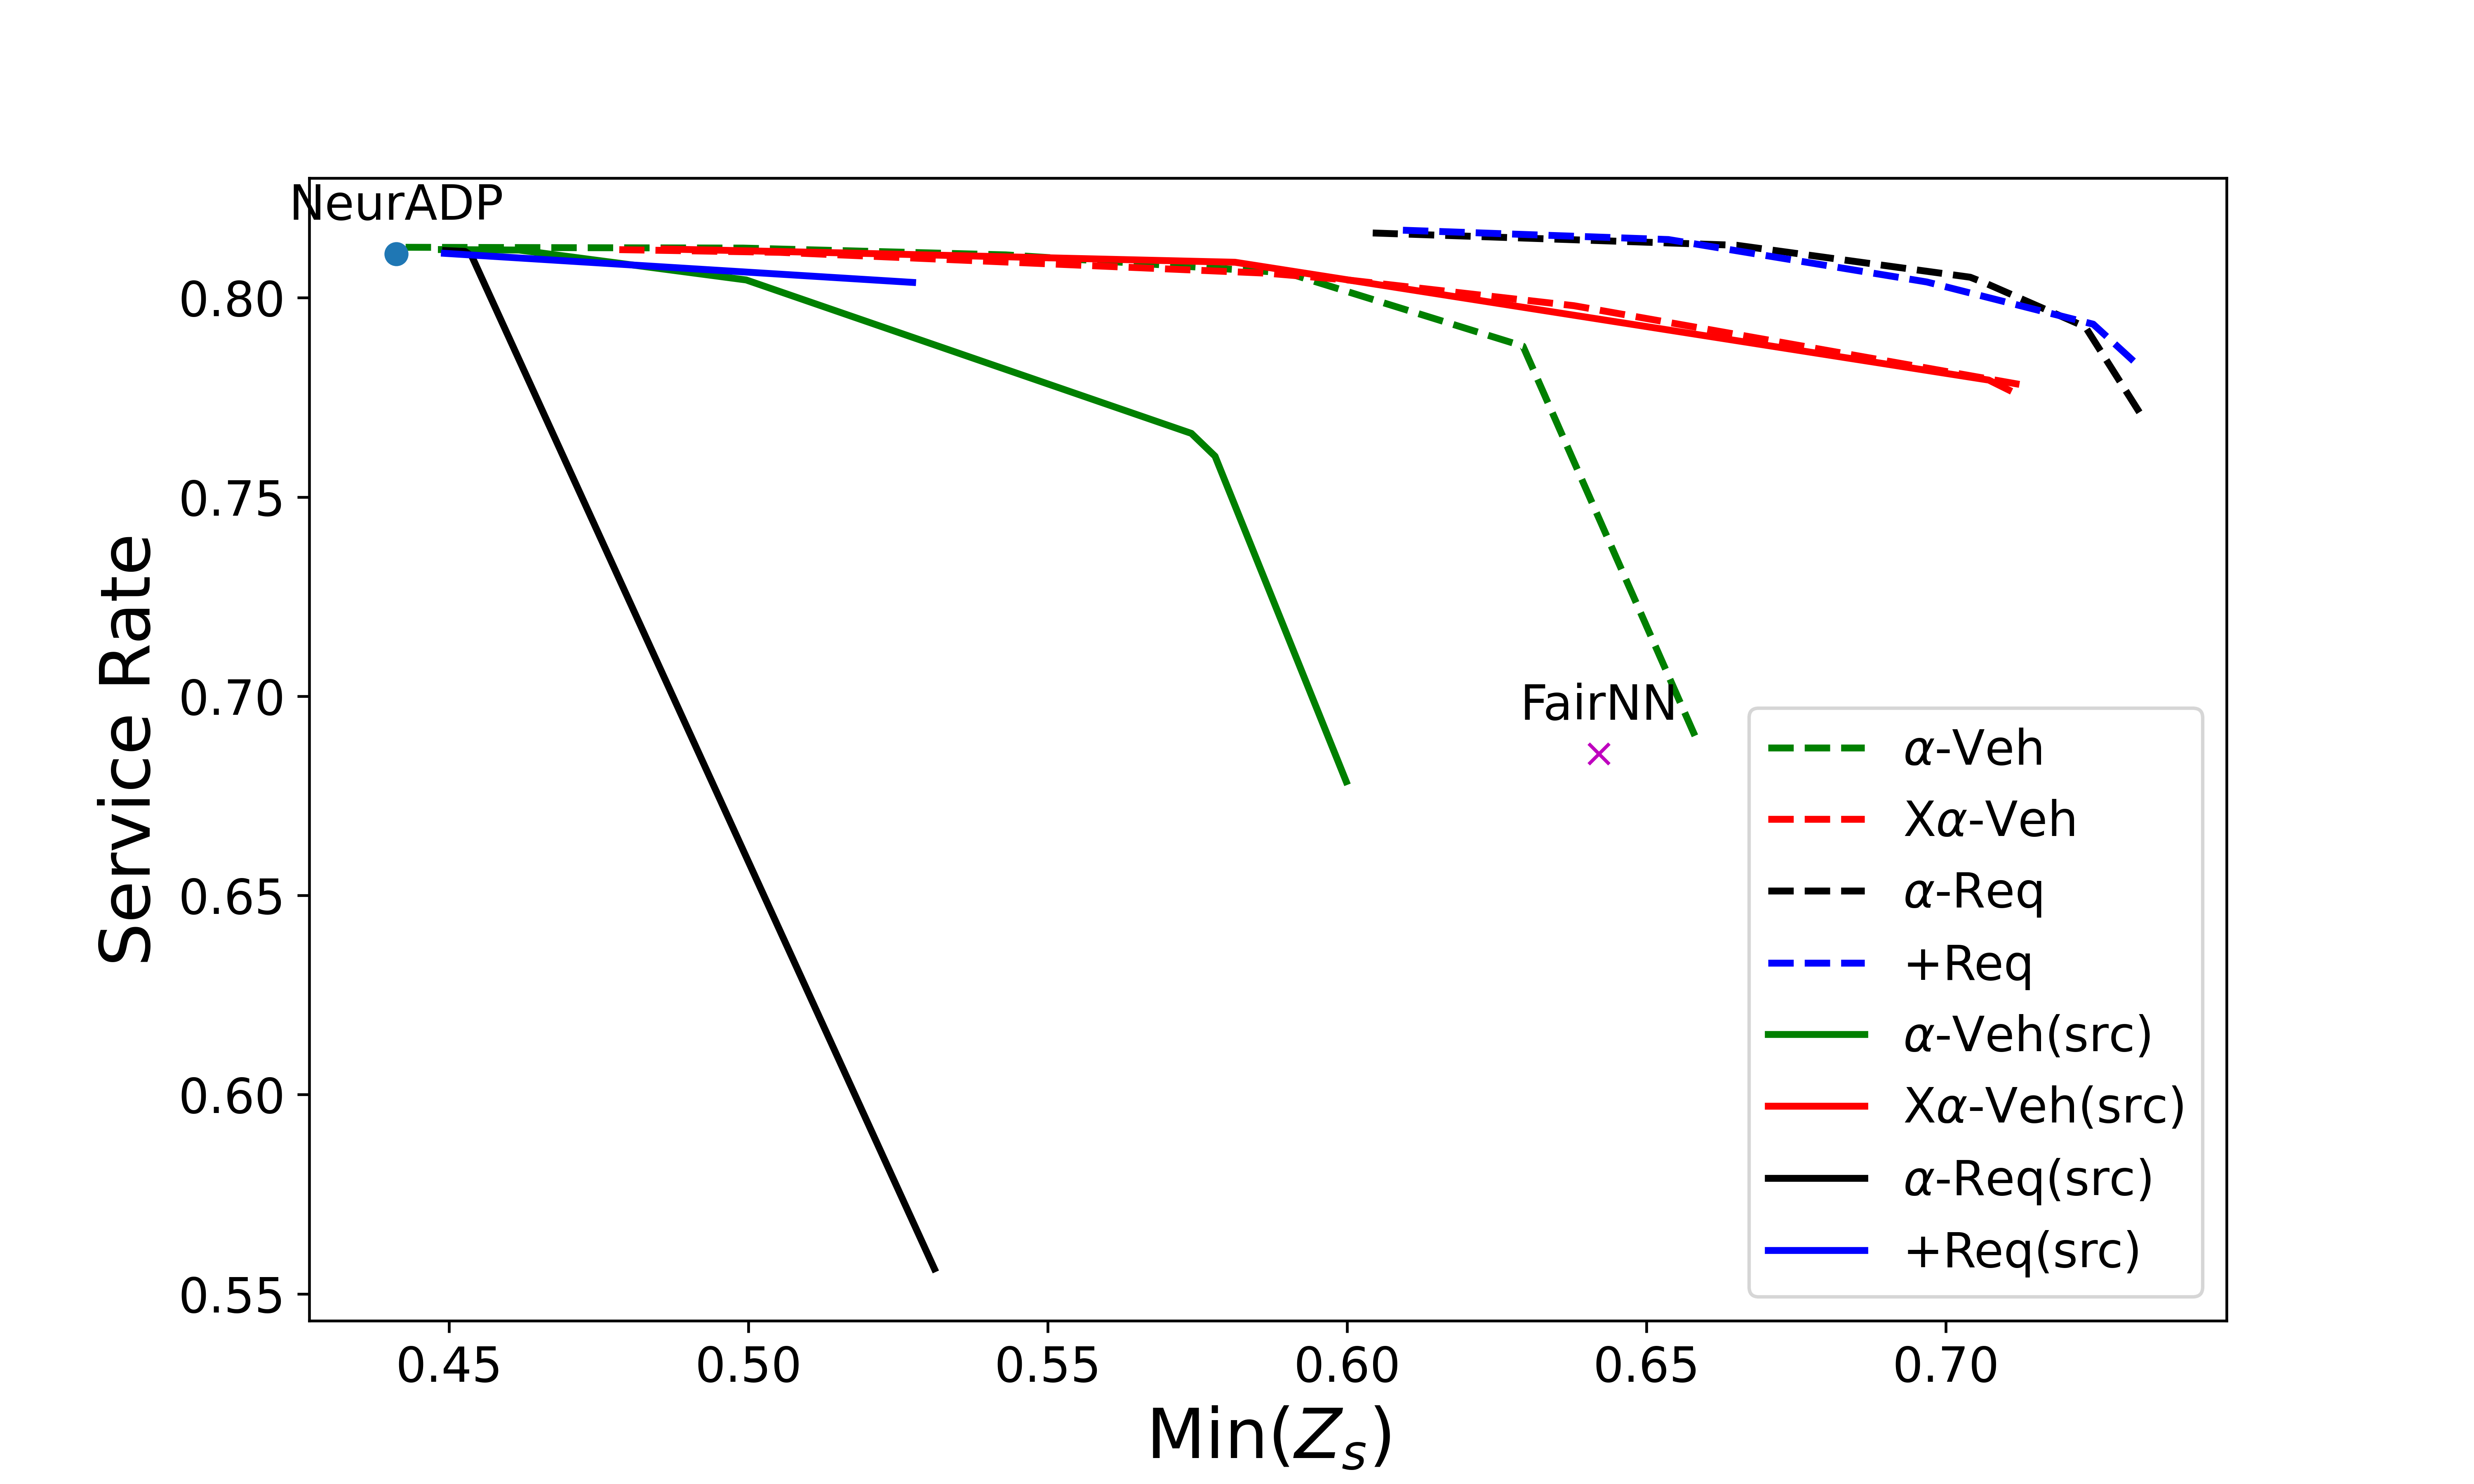 NeurADP
0.80
0.75
0.70
0.65
0.60
0.55
Service Rate
FairNN
α-Veh
Xα-Veh
α-Req
+Req
α-Veh(src)
Xα-Veh(src)
α-Req(src)
+Req(src)
0.45 0.50 0.55 0.60 0.65 0.70
Min(Zₛ)